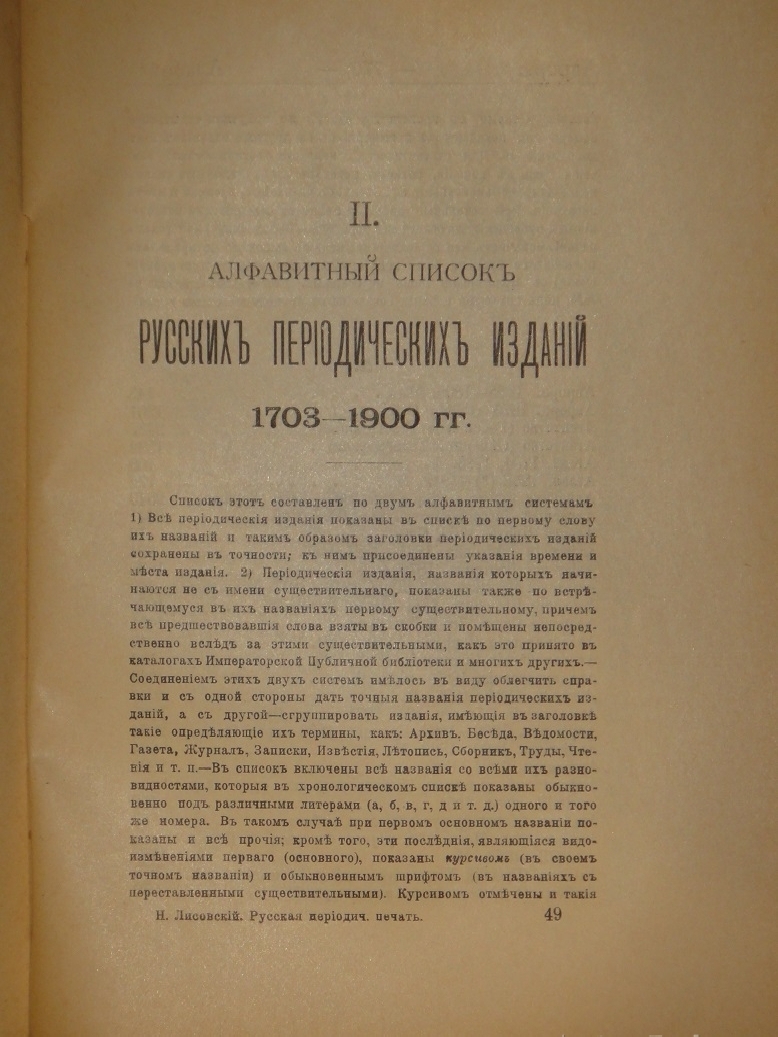 II.
АЛФАВИТНЫЙ СПИСОКЪ
РУССКИХЪ ПЕРІОДИЧЕСКИХЪ ИЗДАНІЙ
1703—1900 гг.
Списокъ этотъ составленъ по двумъ алфавитнымъ системамъ
1) Всѣ періодическія изданія показаны въ спискѣ по первому слову
ихъ названій и такимъ образомъ заголовки періодическихъ изданій
сохранены въ точности; къ нимъ присоединены указанія времени и
мѣста изданія. 2) Періодическія изданія, названія которыхъ начи-
наются не съ имени существительнаго, показаны также по встрѣ-
чающемуся въ ихъ названіяхъ первому существительному, причемъ
всѣ предшествовавшія слова взяты въ скобки и помѣщены непосред-
ственно вслѣдъ за этими существительными, какъ это принято въ
каталогахъ Императорской Публичной библіотеки и многихъ другихъ.—
Соединеніемъ этихъ двухъ системъ имѣлось въ виду облегчить спра-
вки и съ одной стороны дать точныя названія періодическихъ из-
даній, а съ другой—сгруппировать изданія, имѣющія въ заголовкѣ
такіе опредѣляющіе ихъ термины, какъ: Архивъ. Бесѣда, Вѣдомости,
Газета, Журналъ, Записки, Извѣстія, Лѣтопись, Сборникъ, Труды, Чте-
нія и т. п.=Въ списокъ включены всѣ названія со всѣми ихъ разно-
видностями, которыя въ хронологическомъ спискѣ показаны обыкно-
венно подъ различными литерами (а, б, в, г, д и т. д.) одного и того
же номера. Въ такомъ случаѣ при первомъ основномъ названіи по-
казаны и всѣ прочія; кромѣ того, эти послѣднія, являющіяся видо-
измѣненіями перваго (основного), показаны курсивомъ (въ своемъ
точномъ названіи) и обыкновеннымъ шрифтомъ (въ названіяхъ съ
переставленными существительными). Курсивомъ отмѣчены и такія
Н. Лисовскій. Русская періодич. печать.
49